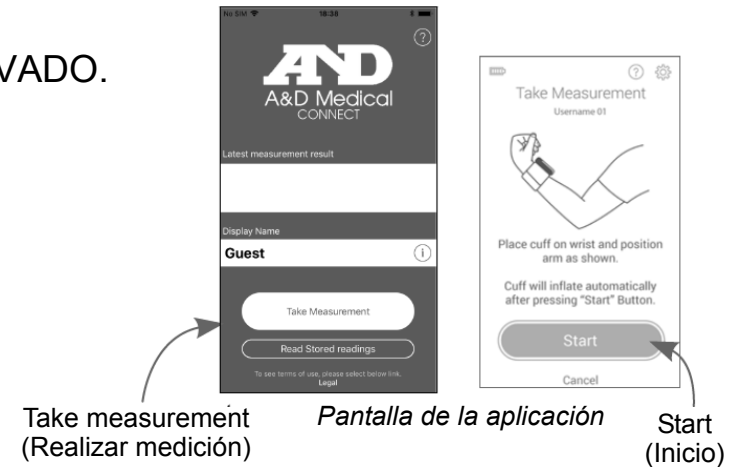 VADO.
No SIM 18:38
?
AND
A&D Medical
CONNECT
Latest measurement result
Display Name
Guest
i
Take Measurement
Read Stored readings
To see terms of use, please select below link.
Legal
?
Take Measurement
Username 01
Place cuff on wrist and position
arm as shown.
Cuff will inflate automatically
after pressing “Start” Button.
Start
Cancel
Take measurement
(Realizar medición)
Pantalla de la aplicación
Start
(Inicio)